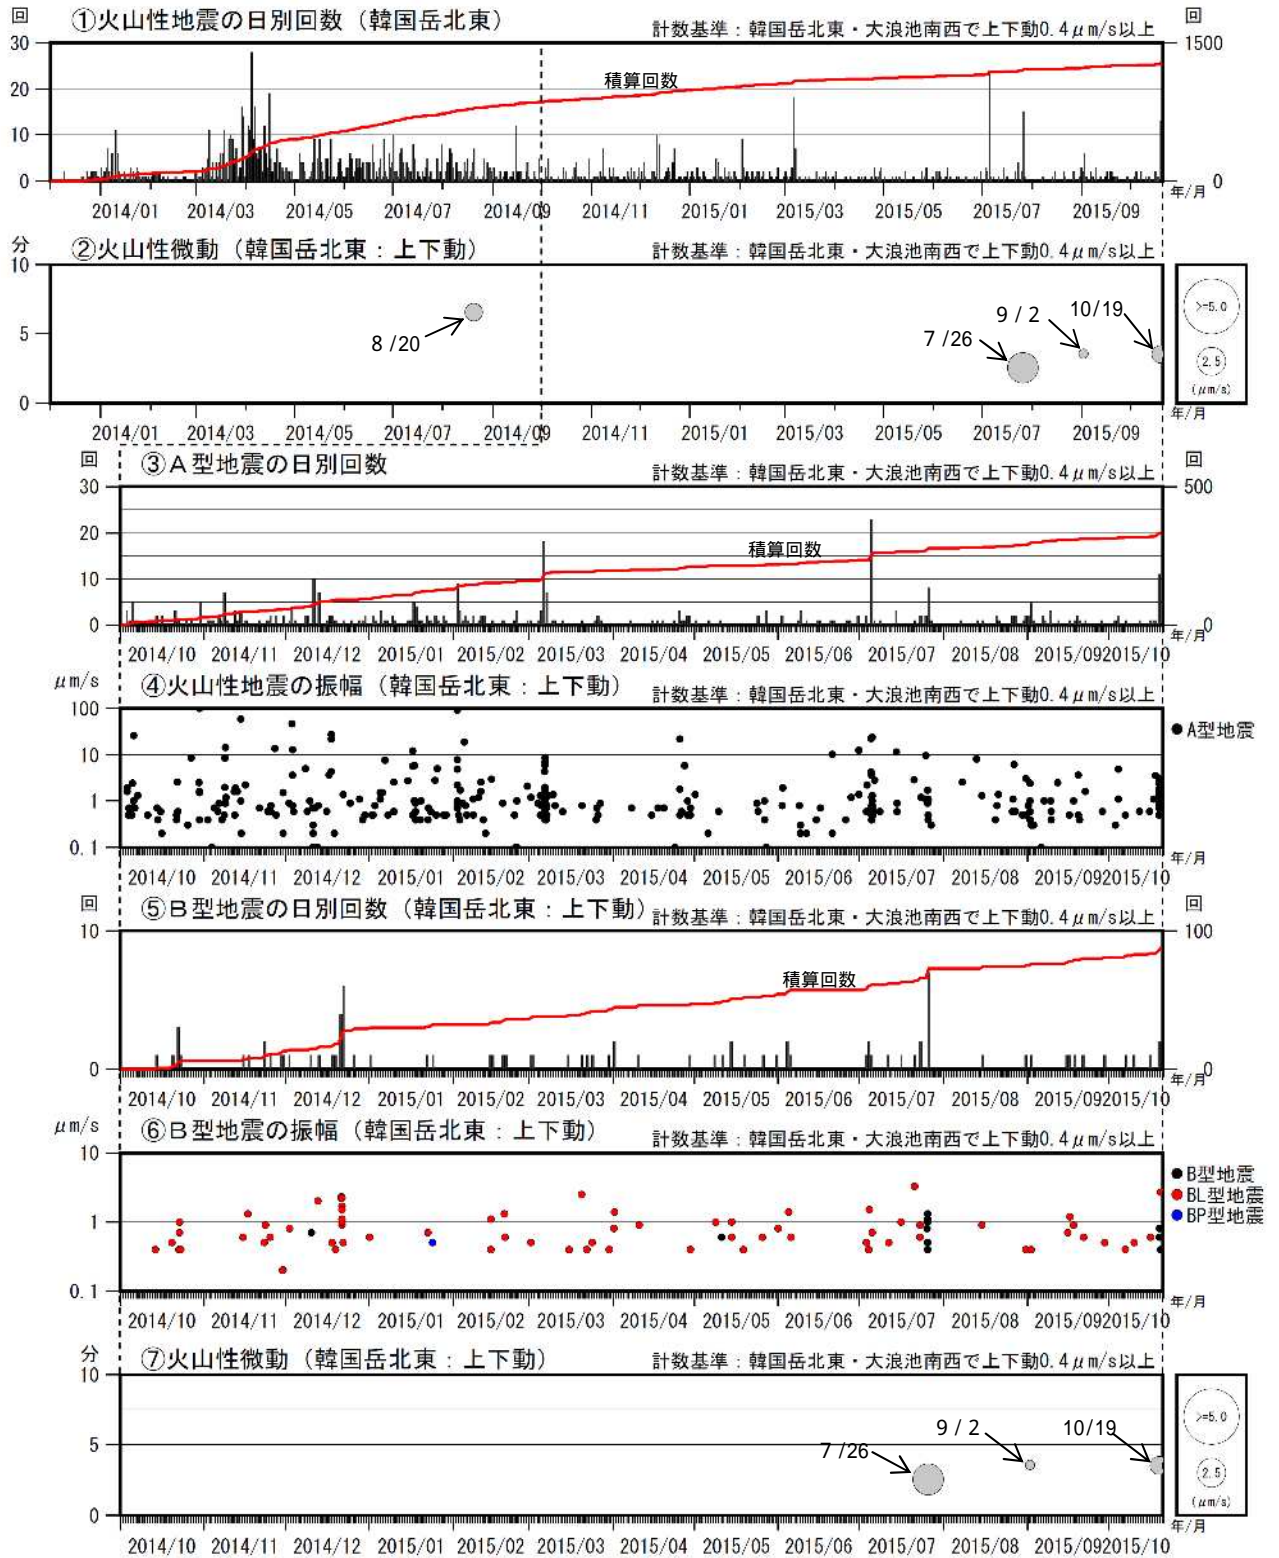 回 ①火山性地震の日別回数（韓国岳北東） 計数基準：韓国岳北東・大浪池南西で上下動0.4μm/s以上 回
30 1500
積算回数
20
10
0 0
年/月
2014/01 2014/03 2014/05 2014/07 2014/09 2014/11 2015/01 2015/03 2015/05 2015/07 2015/09
分 ②火山性微動（韓国岳北東：上下動） 計数基準：韓国岳北東・大浪池南西で上下動0.4μm/s以上
10
>=5.0
9 / 2 10/19
5 8 /20 7 /26
2.5
(μm/s)
0
年/月
2014/01 2014/03 2014/05 2014/07 2014/09 2014/11 2015/01 2015/03 2015/05 2015/07 2015/09
回 ③A型地震の日別回数 計数基準：韓国岳北東・大浪池南西で上下動0.4μm/s以上 回
30 500
20
積算回数
10
0 0
年/月
2014/10 2014/11 2014/12 2015/01 2015/02 2015/03 2015/04 2015/05 2015/06 2015/07 2015/08 2015/09 2015/10
μm/s ④火山性地震の振幅（韓国岳北東：上下動） 計数基準：韓国岳北東・大浪池南西で上下動0.4μm/s以上
100
A型地震
10
1
0.1
年/月
2014/10 2014/11 2014/12 2015/01 2015/02 2015/03 2015/04 2015/05 2015/06 2015/07 2015/08 2015/09 2015/10
回 ⑤B型地震の日別回数（韓国岳北東：上下動） 計数基準：韓国岳北東・大浪池南西で上下動0.4μm/s以上 回
10 100
積算回数
0 0
年/月
2014/10 2014/11 2014/12 2015/01 2015/02 2015/03 2015/04 2015/05 2015/06 2015/07 2015/08 2015/09 2015/10
μm/s ⑥B型地震の振幅（韓国岳北東：上下動） 計数基準：韓国岳北東・大浪池南西で上下動0.4μm/s以上
10
B型地震
BL型地震
BP型地震
1
0.1
年/月
2014/10 2014/11 2014/12 2015/01 2015/02 2015/03 2015/04 2015/05 2015/06 2015/07 2015/08 2015/09 2015/10
分 ⑦火山性微動（韓国岳北東：上下動） 計数基準：韓国岳北東・大浪池南西で上下動0.4μm/s以上
10
>=5.0
9 / 2 10/19
5 7 /26
2.5
(μm/s)
0
年/月
2014/10 2014/11 2014/12 2015/01 2015/02 2015/03 2015/04 2015/05 2015/06 2015/07 2015/08 2015/09 2015/10